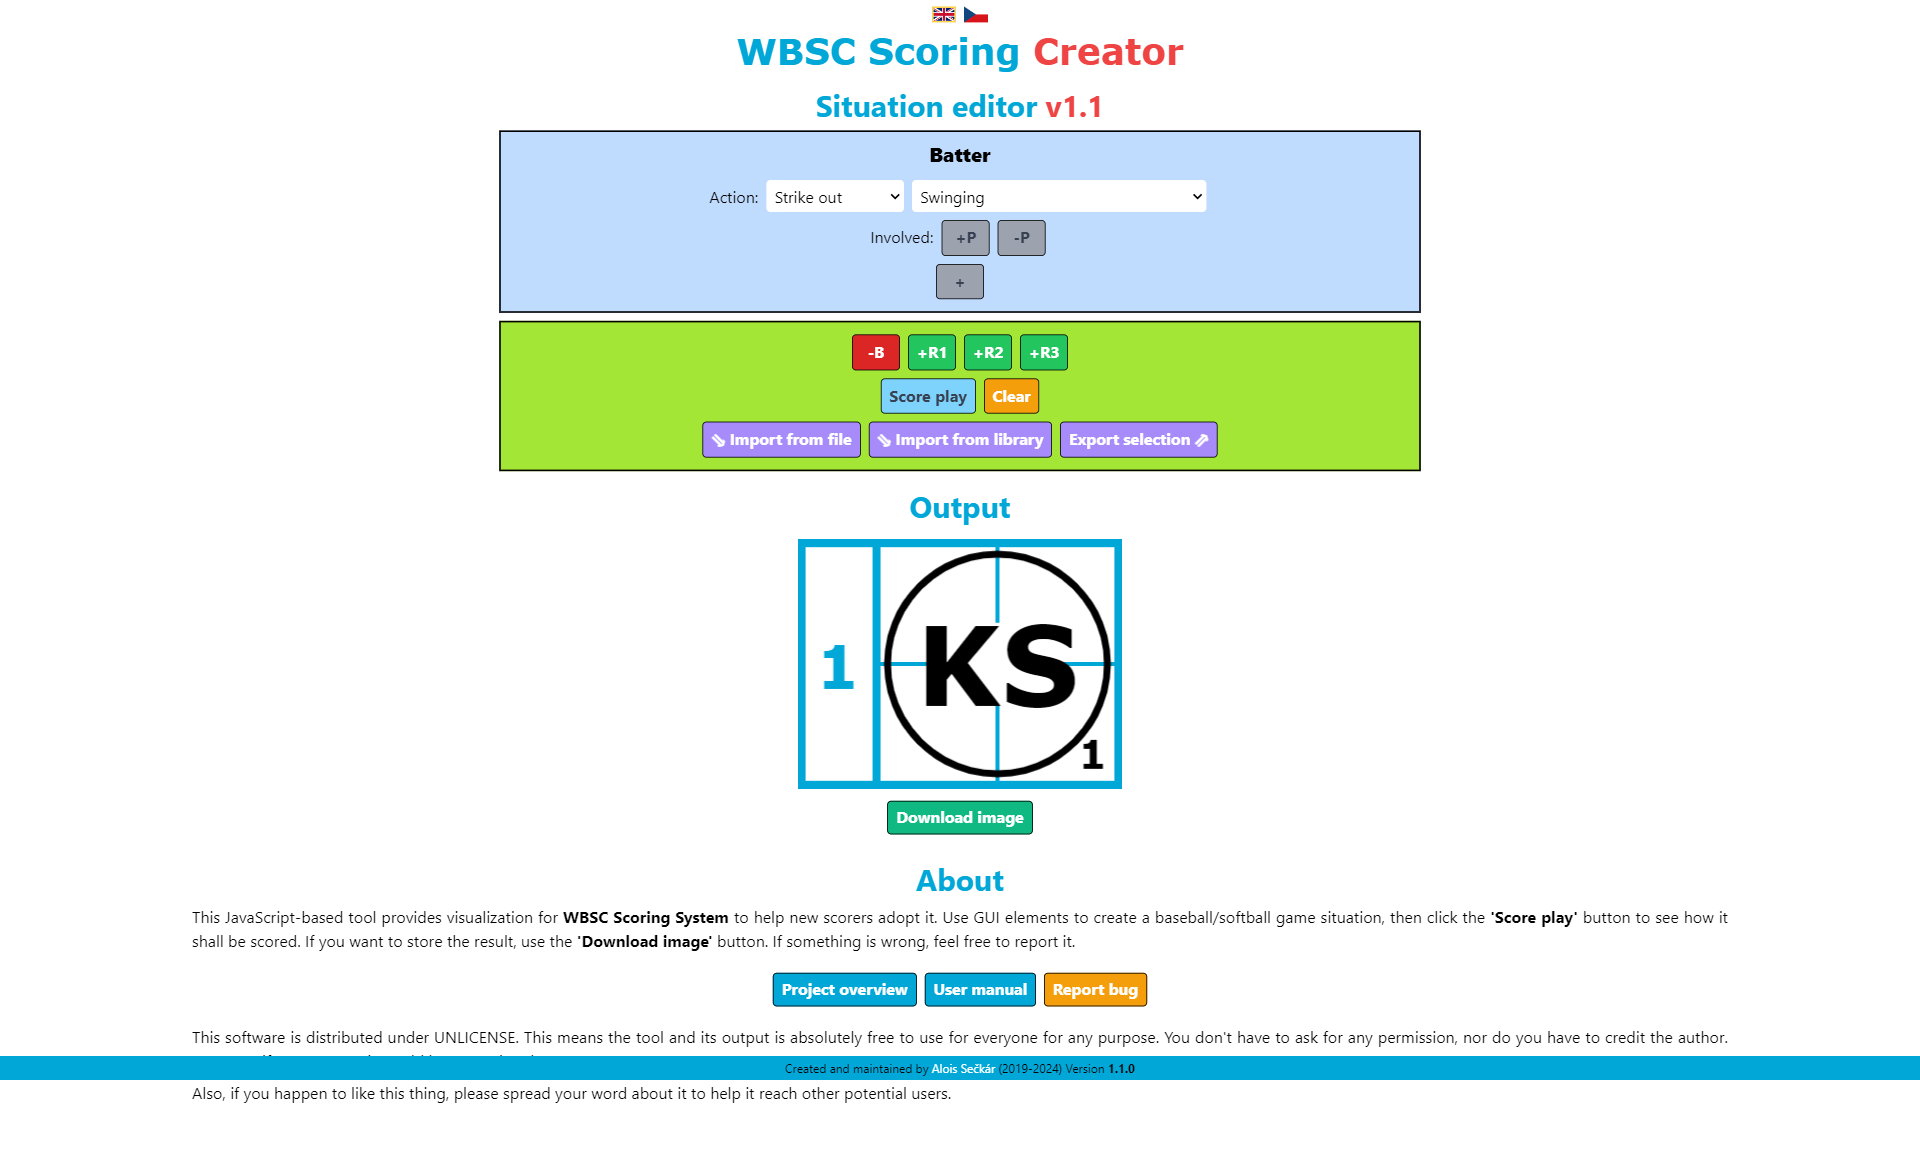 WBSC Scoring Creator
Situation editor v1.1
Batter
Action: Strike out Swinging
Involved: +P -P
+
-B +R1 +R2 +R3
Score play Clear
Import from file Import from library Export selection
Output
1 KS 1
Download image
About
This JavaScript-based tool provides visualization for WBSC Scoring System to help new scorers adopt it. Use GUI elements to create a baseball/softball game situation, then click the 'Score play' button to see how it
shall be scored. If you want to store the result, use the 'Download image' button. If something is wrong, feel free to report it.
Project overview User manual Report bug
This software is distributed under UNLICENSE. This means the tool and its output is absolutely free to use for everyone for any purpose. You don't have to ask for any permission, nor do you have to credit the author.
Created and maintained by Alois Sečkár (2019-2024) Version 1.1.0
Also, if you happen to like this thing, please spread your word about it to help it reach other potential users.